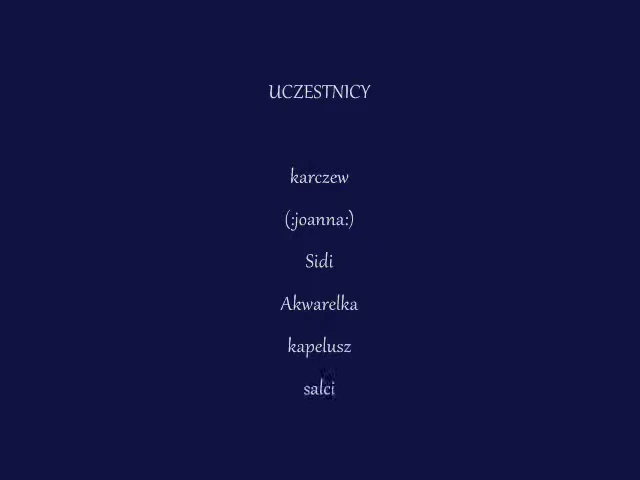 UCZESTNICY
karczew
(:joanna:)
Sidi
Akwarelka
kapelusz
salci